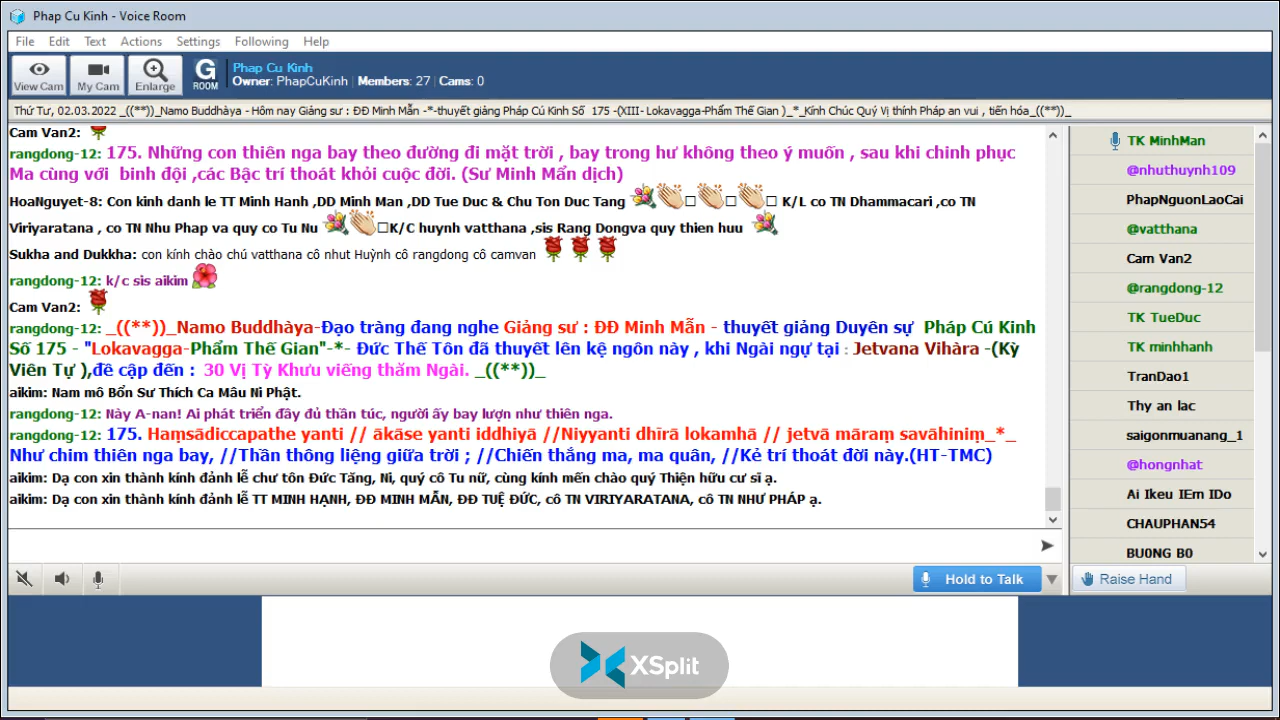 Phap Cu Kinh - Voice Room
File Edit Text Actions Settings Following Help
View Cam My Cam Enlarge G ROOM Phap Cu Kinh
Owner: PhapCuKinh | Members: 27 | Cams: 0
Thứ Tư, 02.03.2022 _((**))_Namo Buddhàya - Hôm nay Giảng sư : ĐĐ Minh Mẫn -*-thuyết giảng Pháp Cú Kinh Số 175 -(XIII- Lokavagga-Phẩm Thế Gian )_*_Kính Chúc Quý Vị thính Pháp an vui , tiến hóa_((**))_
Cam Van2:
rangdong-12: 175. Những con thiên nga bay theo đường đi mặt trời , bay trong hư không theo ý muốn , sau khi chinh phục
Ma cùng với binh đội ,các Bậc trí thoát khỏi cuộc đời. (Sư Minh Mẩn dịch)
HoaNguyet-8: Con kinh danh le TT Minh Hanh ,DD Minh Man ,DD Tue Duc & Chu Ton Duc Tang K/L co TN Dhammacari ,co TN
Viriyaratana , co TN Nhu Phap va quy co Tu Nu K/C huynh vatthana ,sis Rang Dongva quy thien huu
Sukha and Dukkha: con kính chào chú vatthana cô nhut Huỳnh cô rangdong cô camvan
rangdong-12: k/c sis aikim
Cam Van2:
rangdong-12: _((**))_Namo Buddhàya-Đạo tràng đang nghe Giảng sư : ĐĐ Minh Mẫn - thuyết giảng Duyên sự Pháp Cú Kinh
Số 175 - "Lokavagga-Phẩm Thế Gian"-*- Đức Thế Tôn đã thuyết lên kệ ngôn này , khi Ngài ngự tại : Jetvana Vihàra -(Kỳ
Viên Tự ),đề cập đến : 30 Vị Tỳ Khưu viếng thăm Ngài. _((**))_
aikim: Nam mô Bổn Sư Thích Ca Mâu Ni Phật.
rangdong-12: Này A-nan! Ai phát triển đầy đủ thần túc, người ấy bay lượn như thiên nga.
rangdong-12: 175. Haṃsādiccapathe yanti // ākāse yanti iddhiyā //Niyyanti dhīrā lokamhā // jetvā māraṃ savāhiniṃ_*_
Như chim thiên nga bay, //Thần thông liệng giữa trời ; //Chiến thắng ma, ma quân, //Kẻ trí thoát đời này.(HT-TMC)
aikim: Dạ con xin thành kính đảnh lễ chư tôn Đức Tăng, Ni, quý cô Tu nữ, cùng kính mến chào quý Thiện hữu cư sĩ ạ.
aikim: Dạ con xin thành kính đảnh lễ TT MINH HẠNH, ĐĐ MINH MẪN, ĐĐ TUỆ ĐỨC, cô TN VIRIYARATANA, cô TN NHƯ PHÁP ạ.
TK MinhMan
@nhuthuynh109
PhapNguonLaoCai
@vatthana
Cam Van2
@rangdong-12
TK TueDuc
TK minhhanh
TranDao1
Thy an lac
saigonmuanang_1
@hongnhat
Ai Ikeu IEm IDo
CHAUPHAN54
BU0NG B0
Hold to Talk
Raise Hand
XSplit